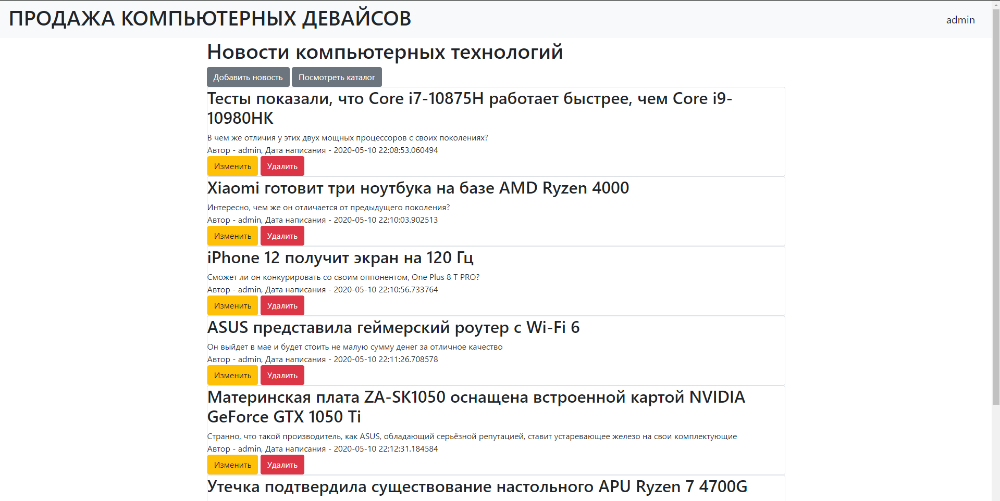 ПРОДАЖА КОМПЬЮТЕРНЫХ ДЕВАЙСОВ
admin
Новости компьютерных технологий
Добавить новость Посмотреть каталог
Тесты показали, что Core i7-10875H работает быстрее, чем Core i9-
10980HK
В чем же отличия у этих двух мощных процессоров с своих поколениях?
Автор - admin, Дата написания - 2020-05-10 22:08:53.060494
Изменить Удалить
Xiaomi готовит три ноутбука на базе AMD Ryzen 4000
Интересно, чем же он отличается от предыдущего поколения?
Автор - admin, Дата написания - 2020-05-10 22:10:03.902513
Изменить Удалить
iPhone 12 получит экран на 120 Гц
Сможет ли он конкурировать со своим оппонентом, One Plus 8 T PRO?
Автор - admin, Дата написания - 2020-05-10 22:10:56.733764
Изменить Удалить
ASUS представила геймерский роутер с Wi-Fi 6
Он выйдет в мае и будет стоить не малую сумму денег за отличное качество
Автор - admin, Дата написания - 2020-05-10 22:11:26.708578
Изменить Удалить
Материнская плата ZA-SK1050 оснащена встроенной картой NVIDIA
GeForce GTX 1050 Ti
Странно, что такой производитель, как ASUS, обладающий серьёзной репутацией, ставит устаревающее железо на свои комплектующие
Автор - admin, Дата написания - 2020-05-10 22:12:31.184584
Изменить Удалить
Утечка подтвердила существование настольного APU Ryzen 7 4700G